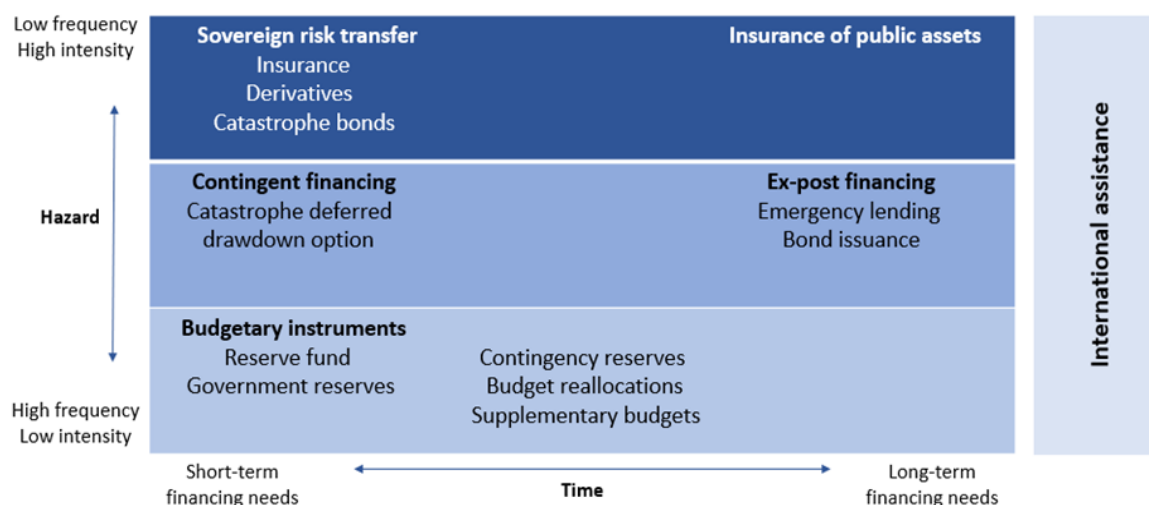 Low frequency
High intensity
Sovereign risk transfer
Insurance
Derivatives
Catastrophe bonds
Insurance of public assets
Hazard
Contingent financing
Catastrophe deferred
drawdown option
Ex-post financing
Emergency lending
Bond issuance
Budgetary instruments
Reserve fund
Government reserves
Contingency reserves
Budget reallocations
Supplementary budgets
High frequency
Low intensity
Short-term
financing needs
Time
Long-term
financing needs
International assistance